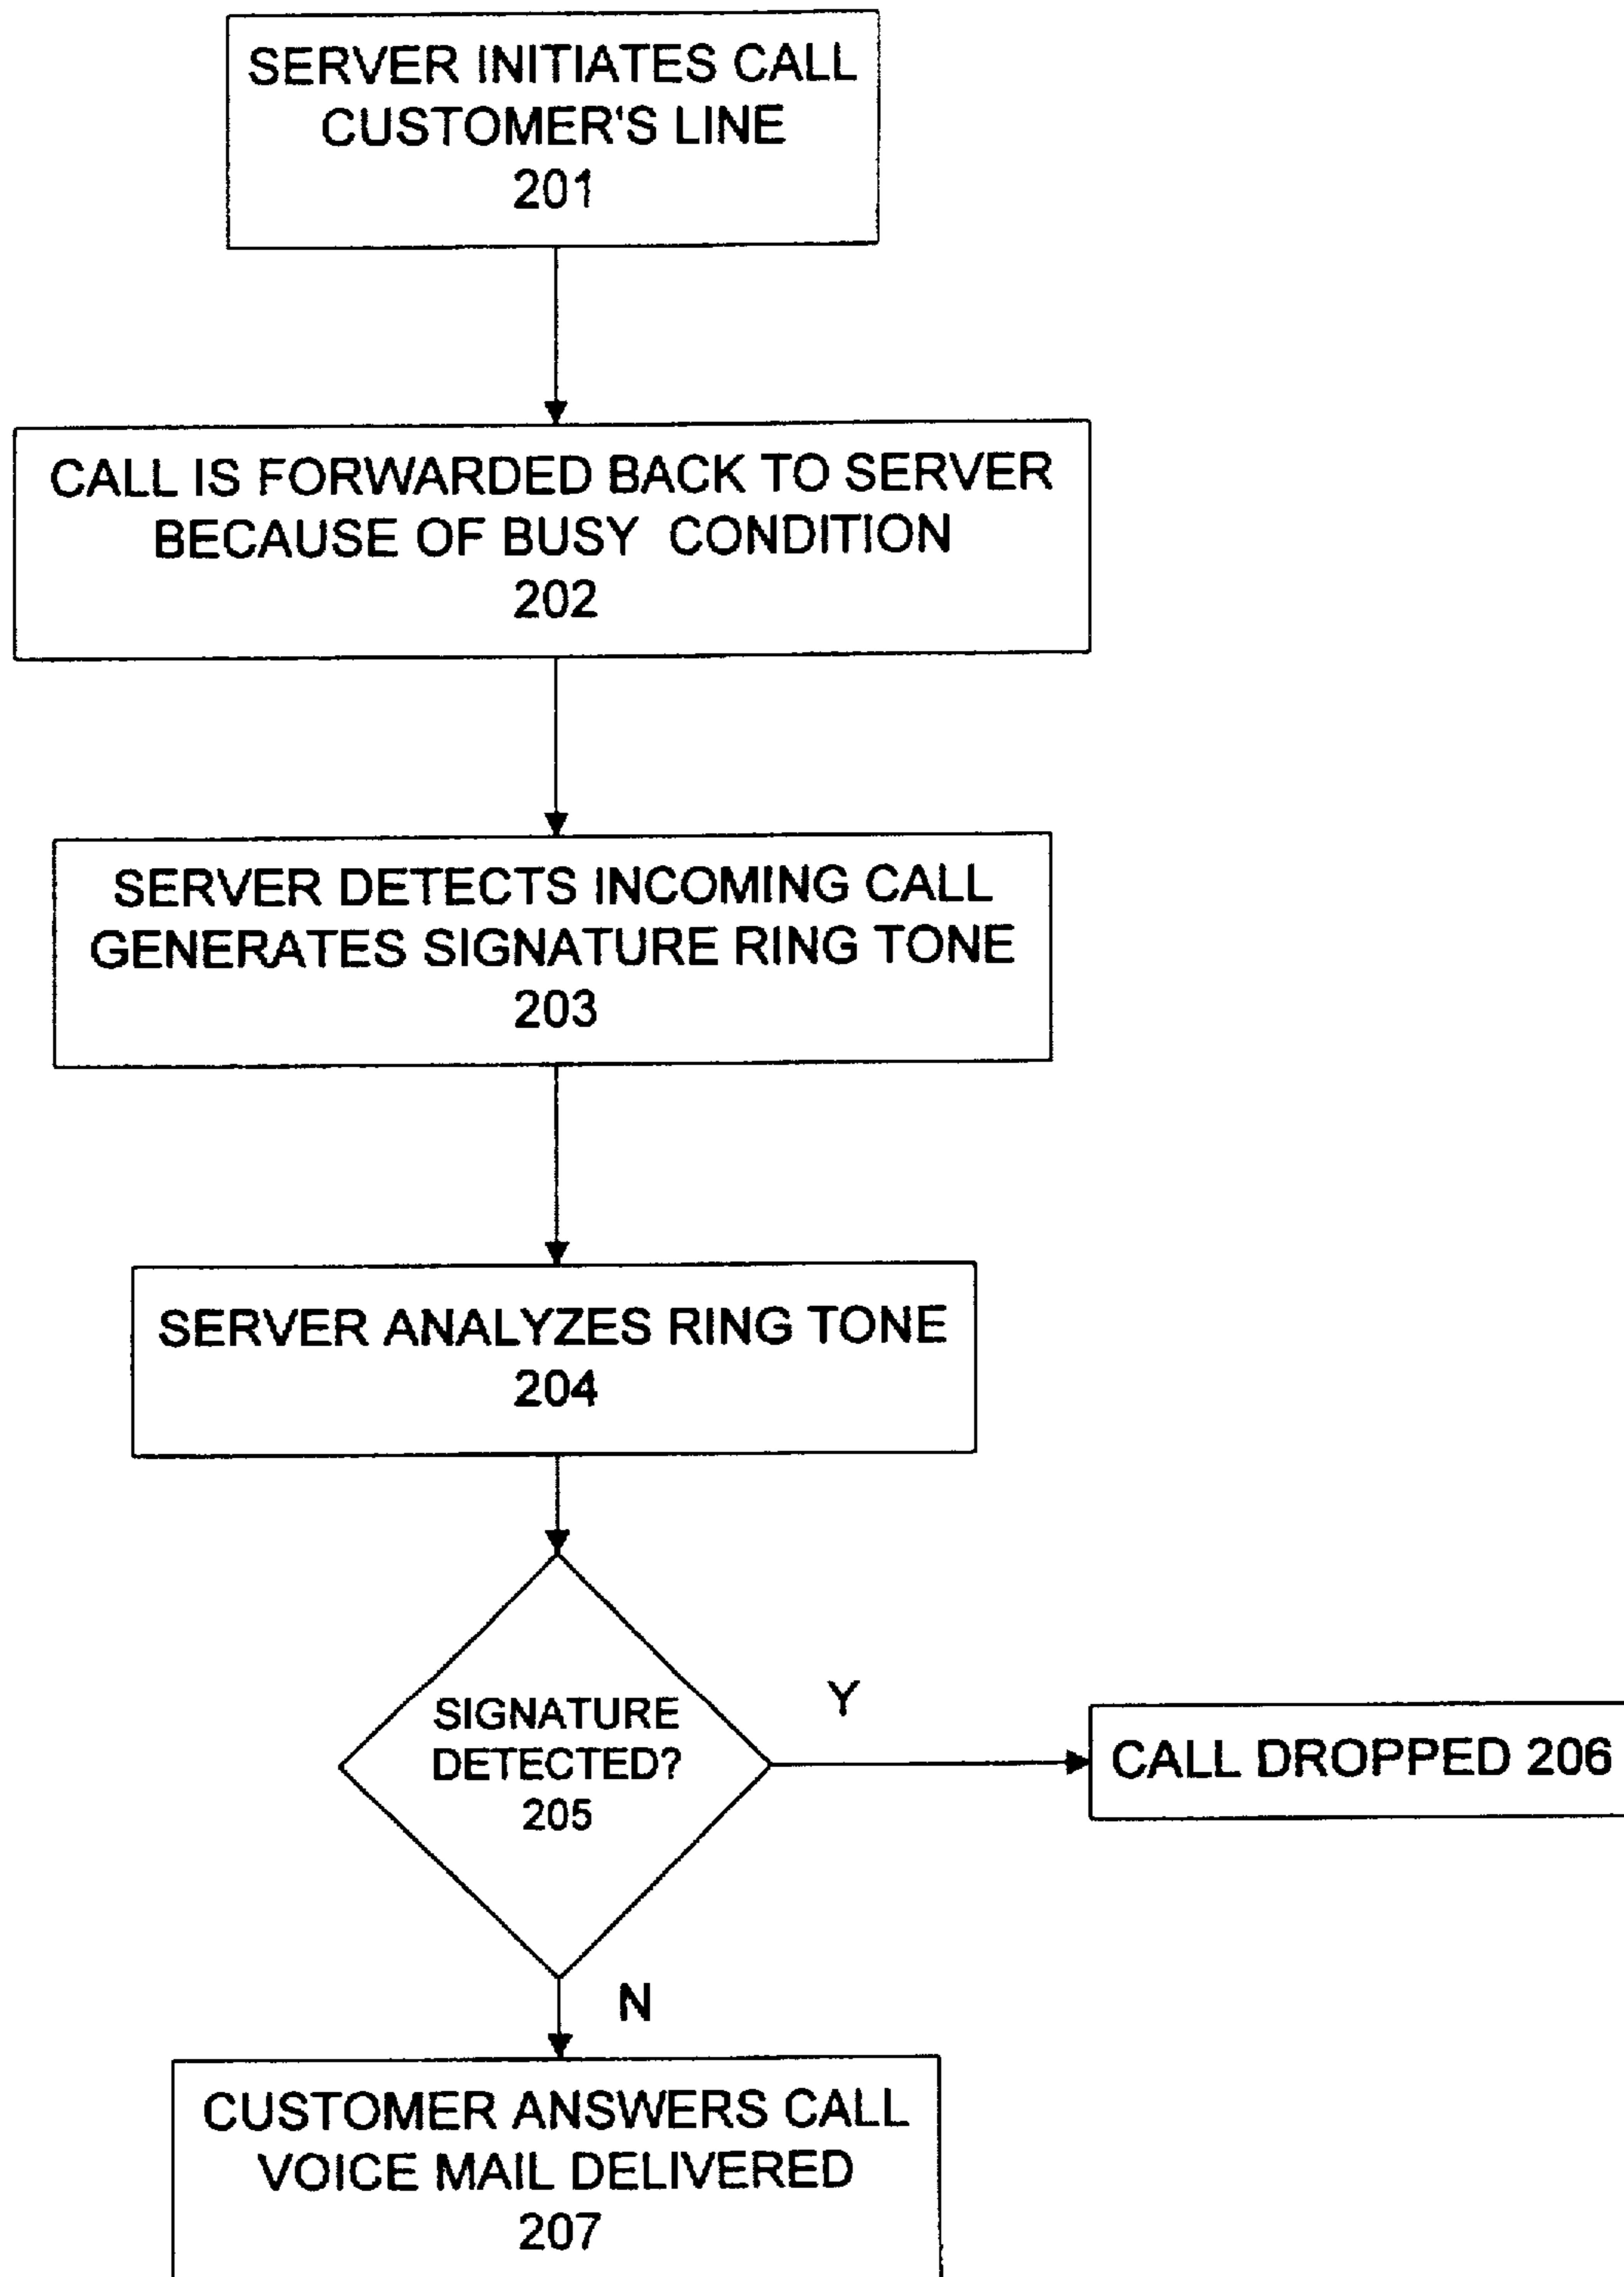 SERVER INITIATES CALL
CUSTOMER'S LINE
201
CALL IS FORWARDED BACK TO SERVER
BECAUSE OF BUSY CONDITION
202
SERVER DETECTS INCOMING CALL
GENERATES SIGNATURE RING TONE
203
SERVER ANALYZES RING TONE
204
SIGNATURE
DETECTED?
205
Y
CALL DROPPED 206
N
CUSTOMER ANSWERS CALL
VOICE MAIL DELIVERED
207